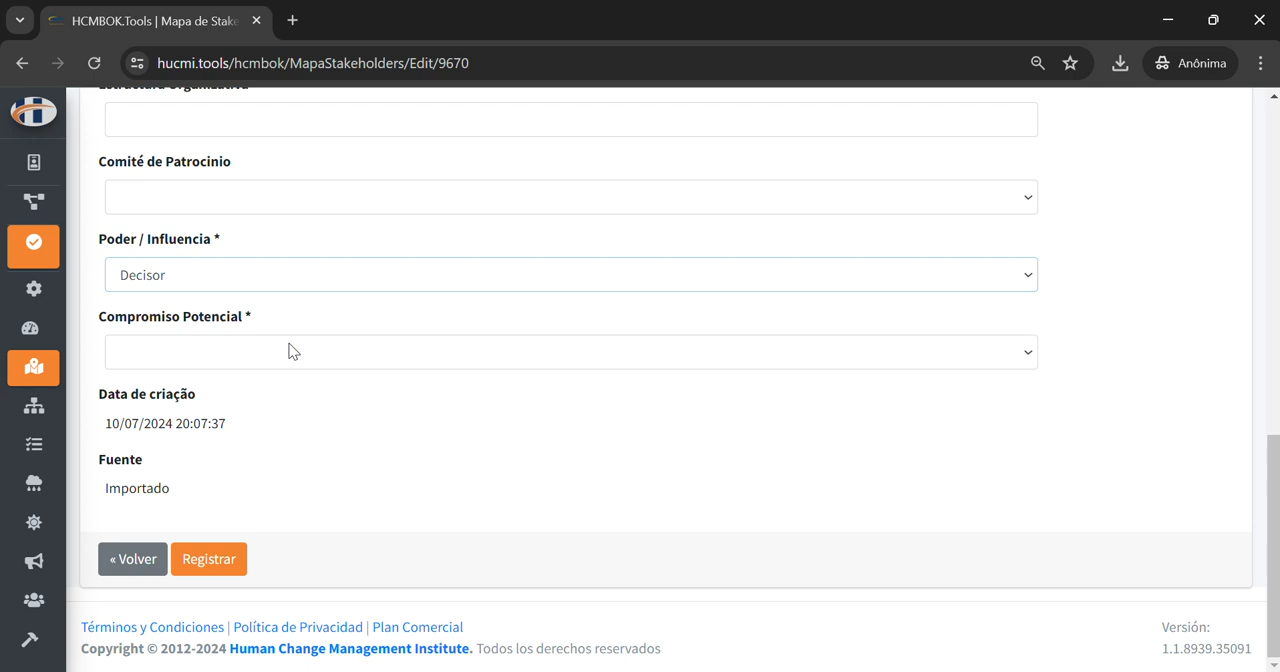 HCMBOK.Tools | Mapa de Stake
hucmi.tools/hcmbok/MapaStakeholders/Edit/9670
Anônima
Estructura Organizativa
Comité de Patrocinio
Poder / Influencia *
Decisor
Compromiso Potencial *
Data de criação
10/07/2024 20:07:37
Fuente
Importado
« Volver Registrar
Términos y Condiciones | Política de Privacidad | Plan Comercial
Versión:
Copyright © 2012-2024 Human Change Management Institute. Todos los derechos reservados
1.1.8939.35091